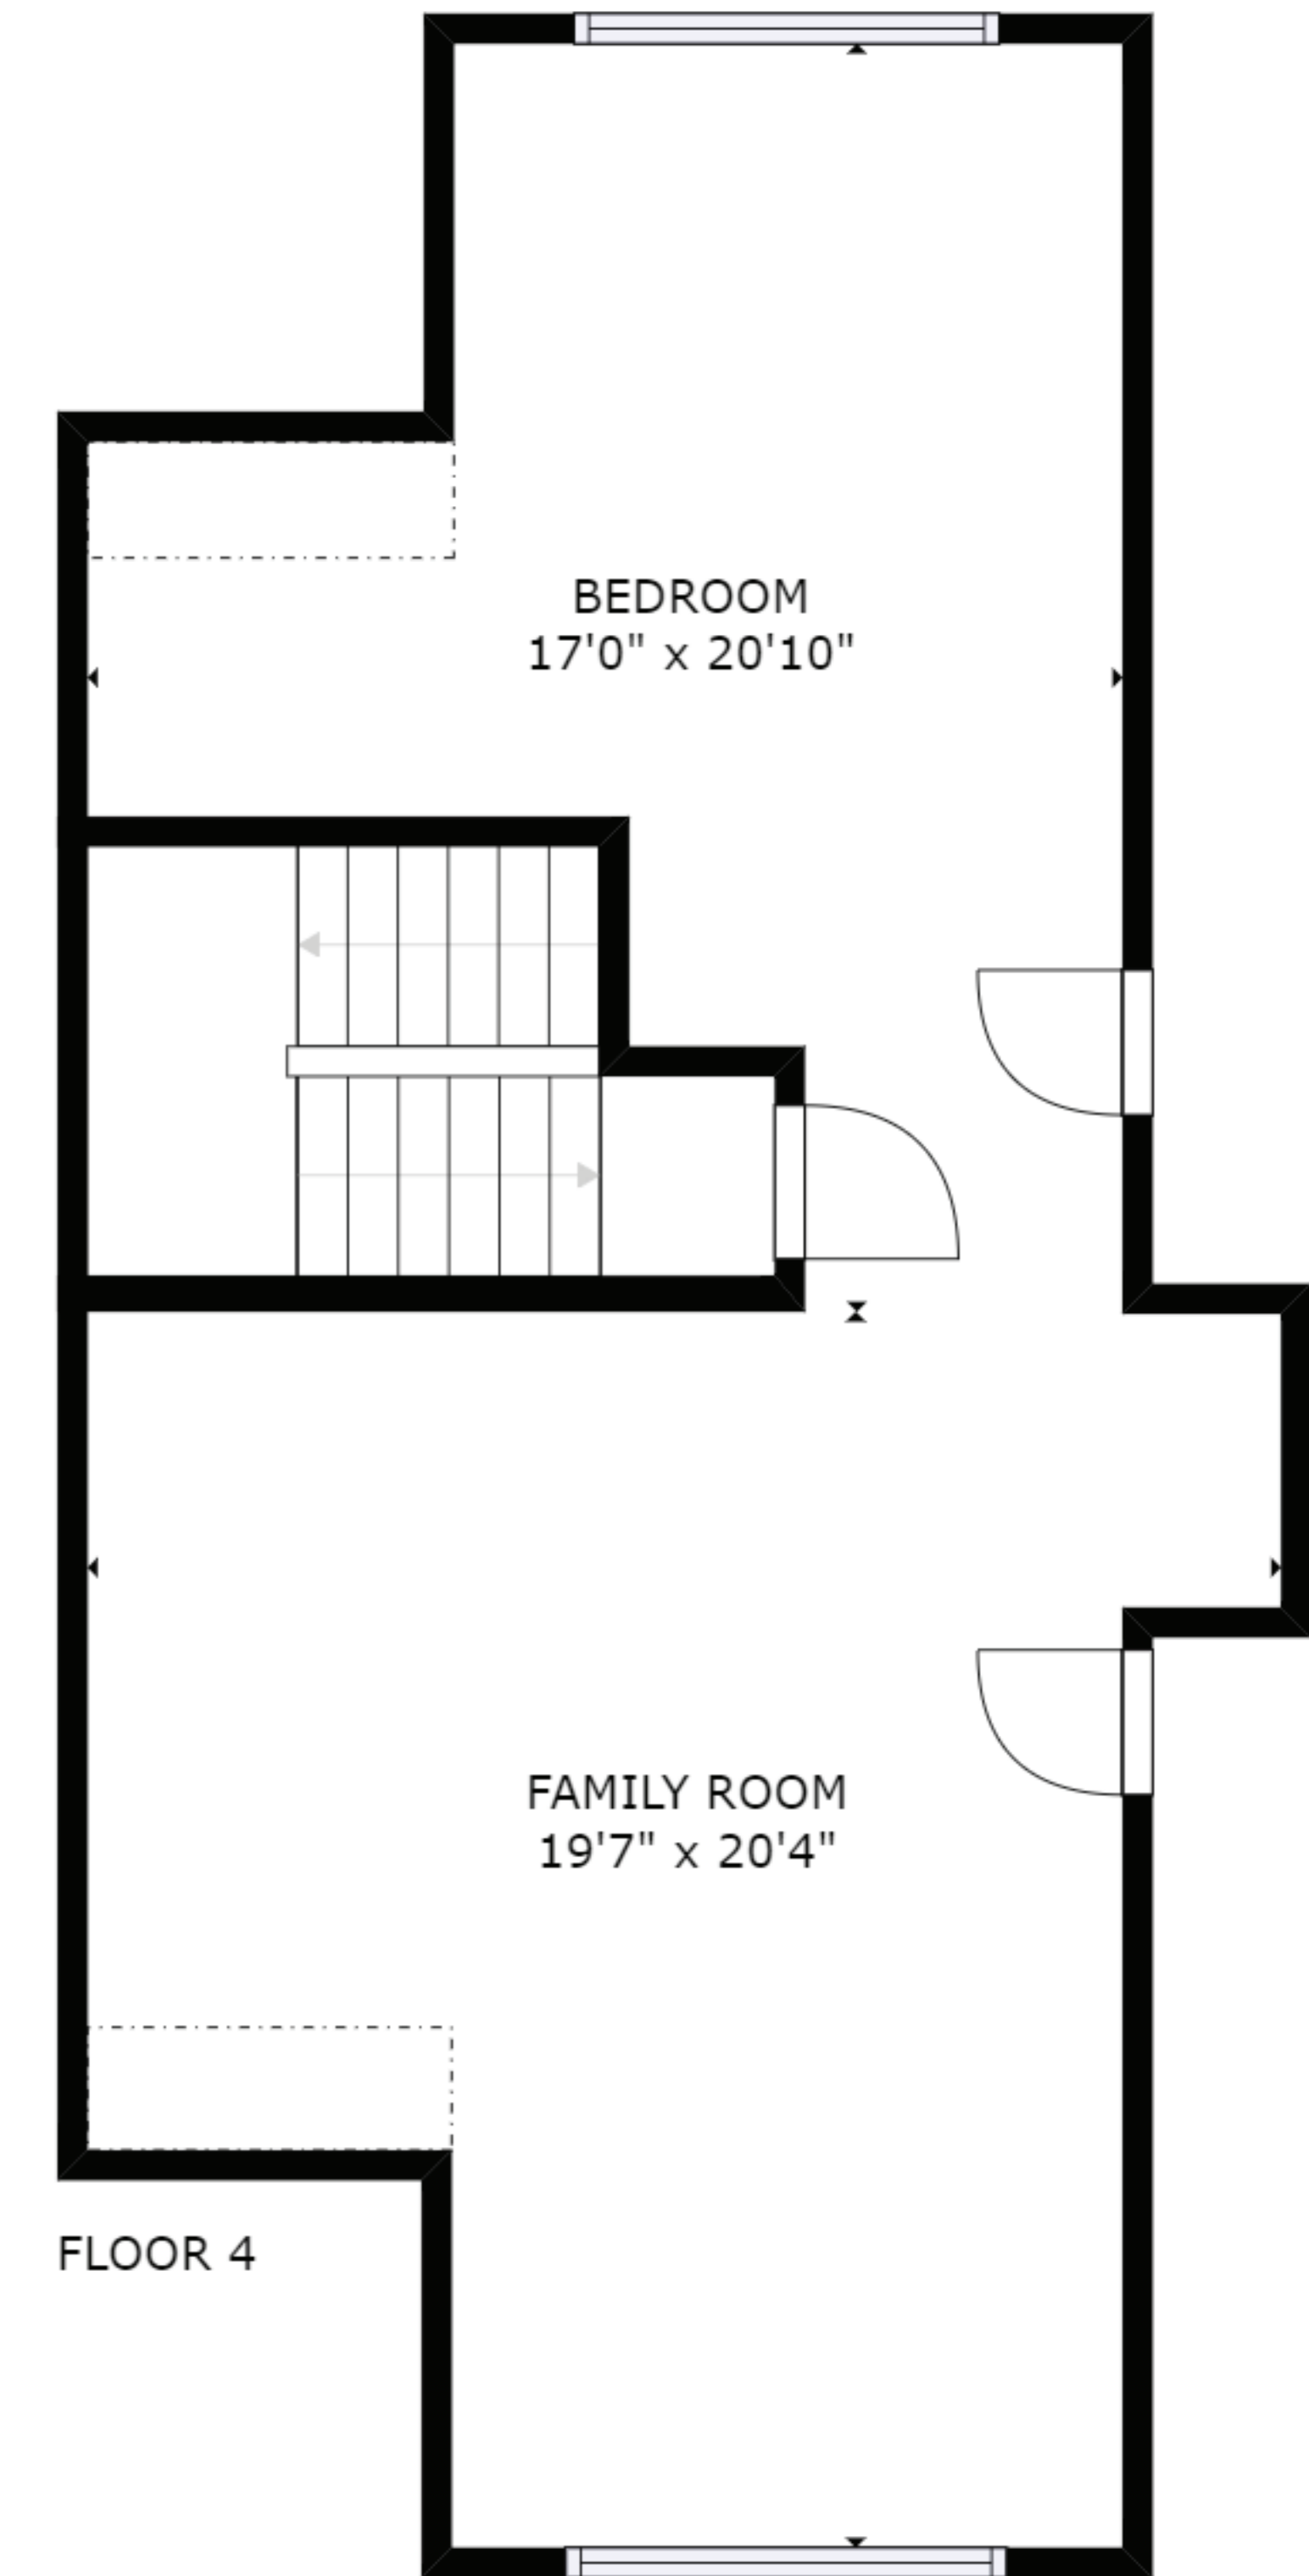 BEDROOM
17'0" x 20'10"
FAMILY ROOM
19'7" x 20'4"
FLOOR 4